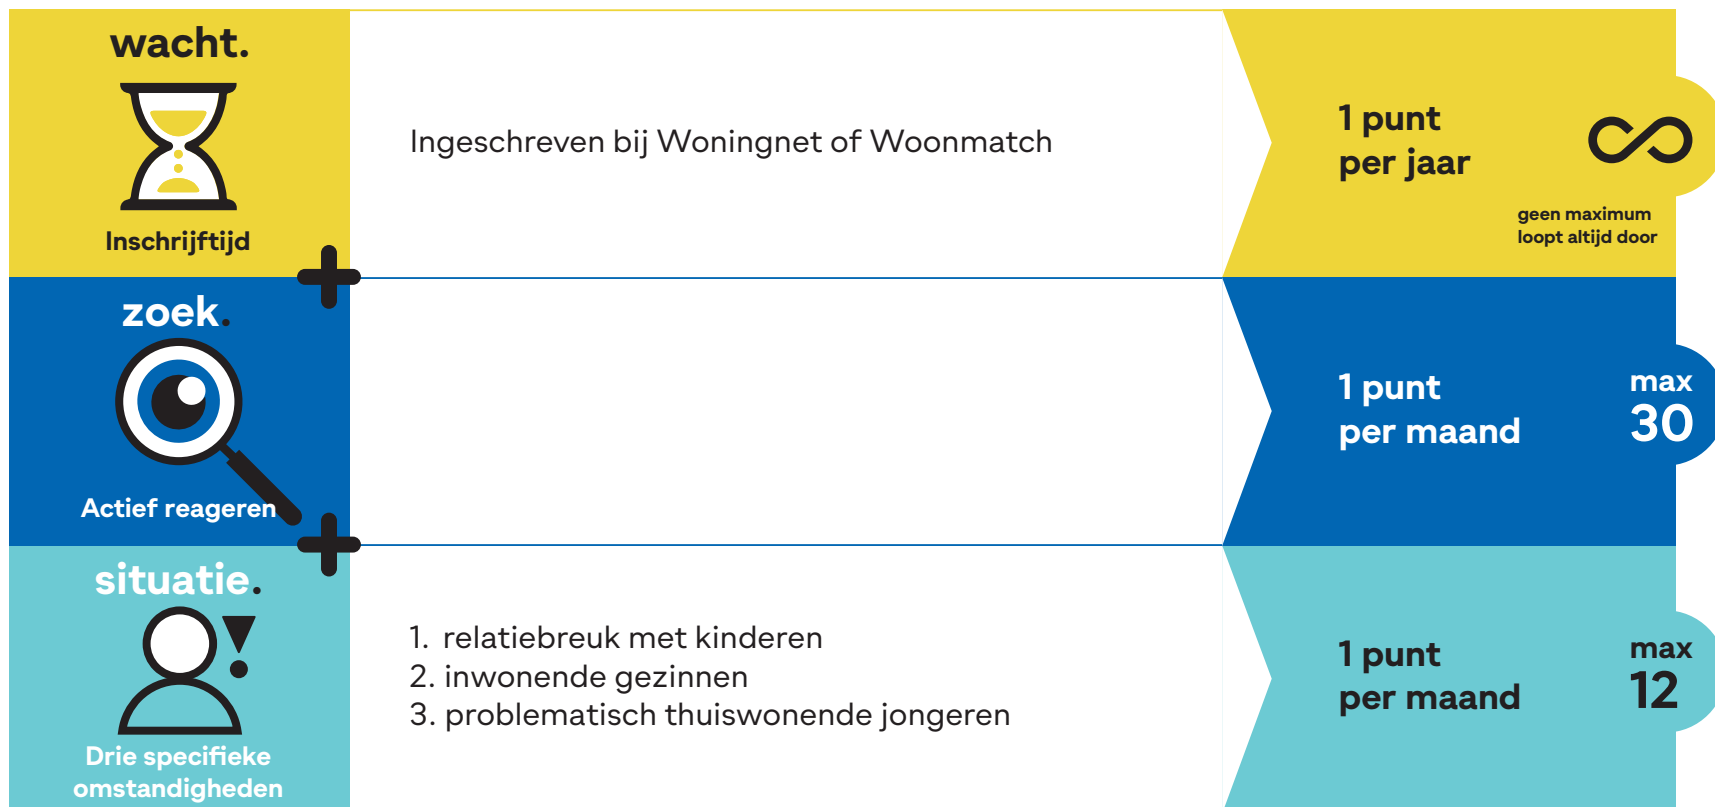 wacht.
Inschrijftijd
Ingeschreven bij Woningnet of Woonmatch
1 punt
per jaar
geen maximum
loopt altijd door
zoek.
Actief reageren
1 punt
per maand
max
30
situatie.
Drie specifieke
omstandigheden
1. relatiebreuk met kinderen
2. inwonende gezinnen
3. problematisch thuiswonende jongeren
1 punt
per maand
max
12